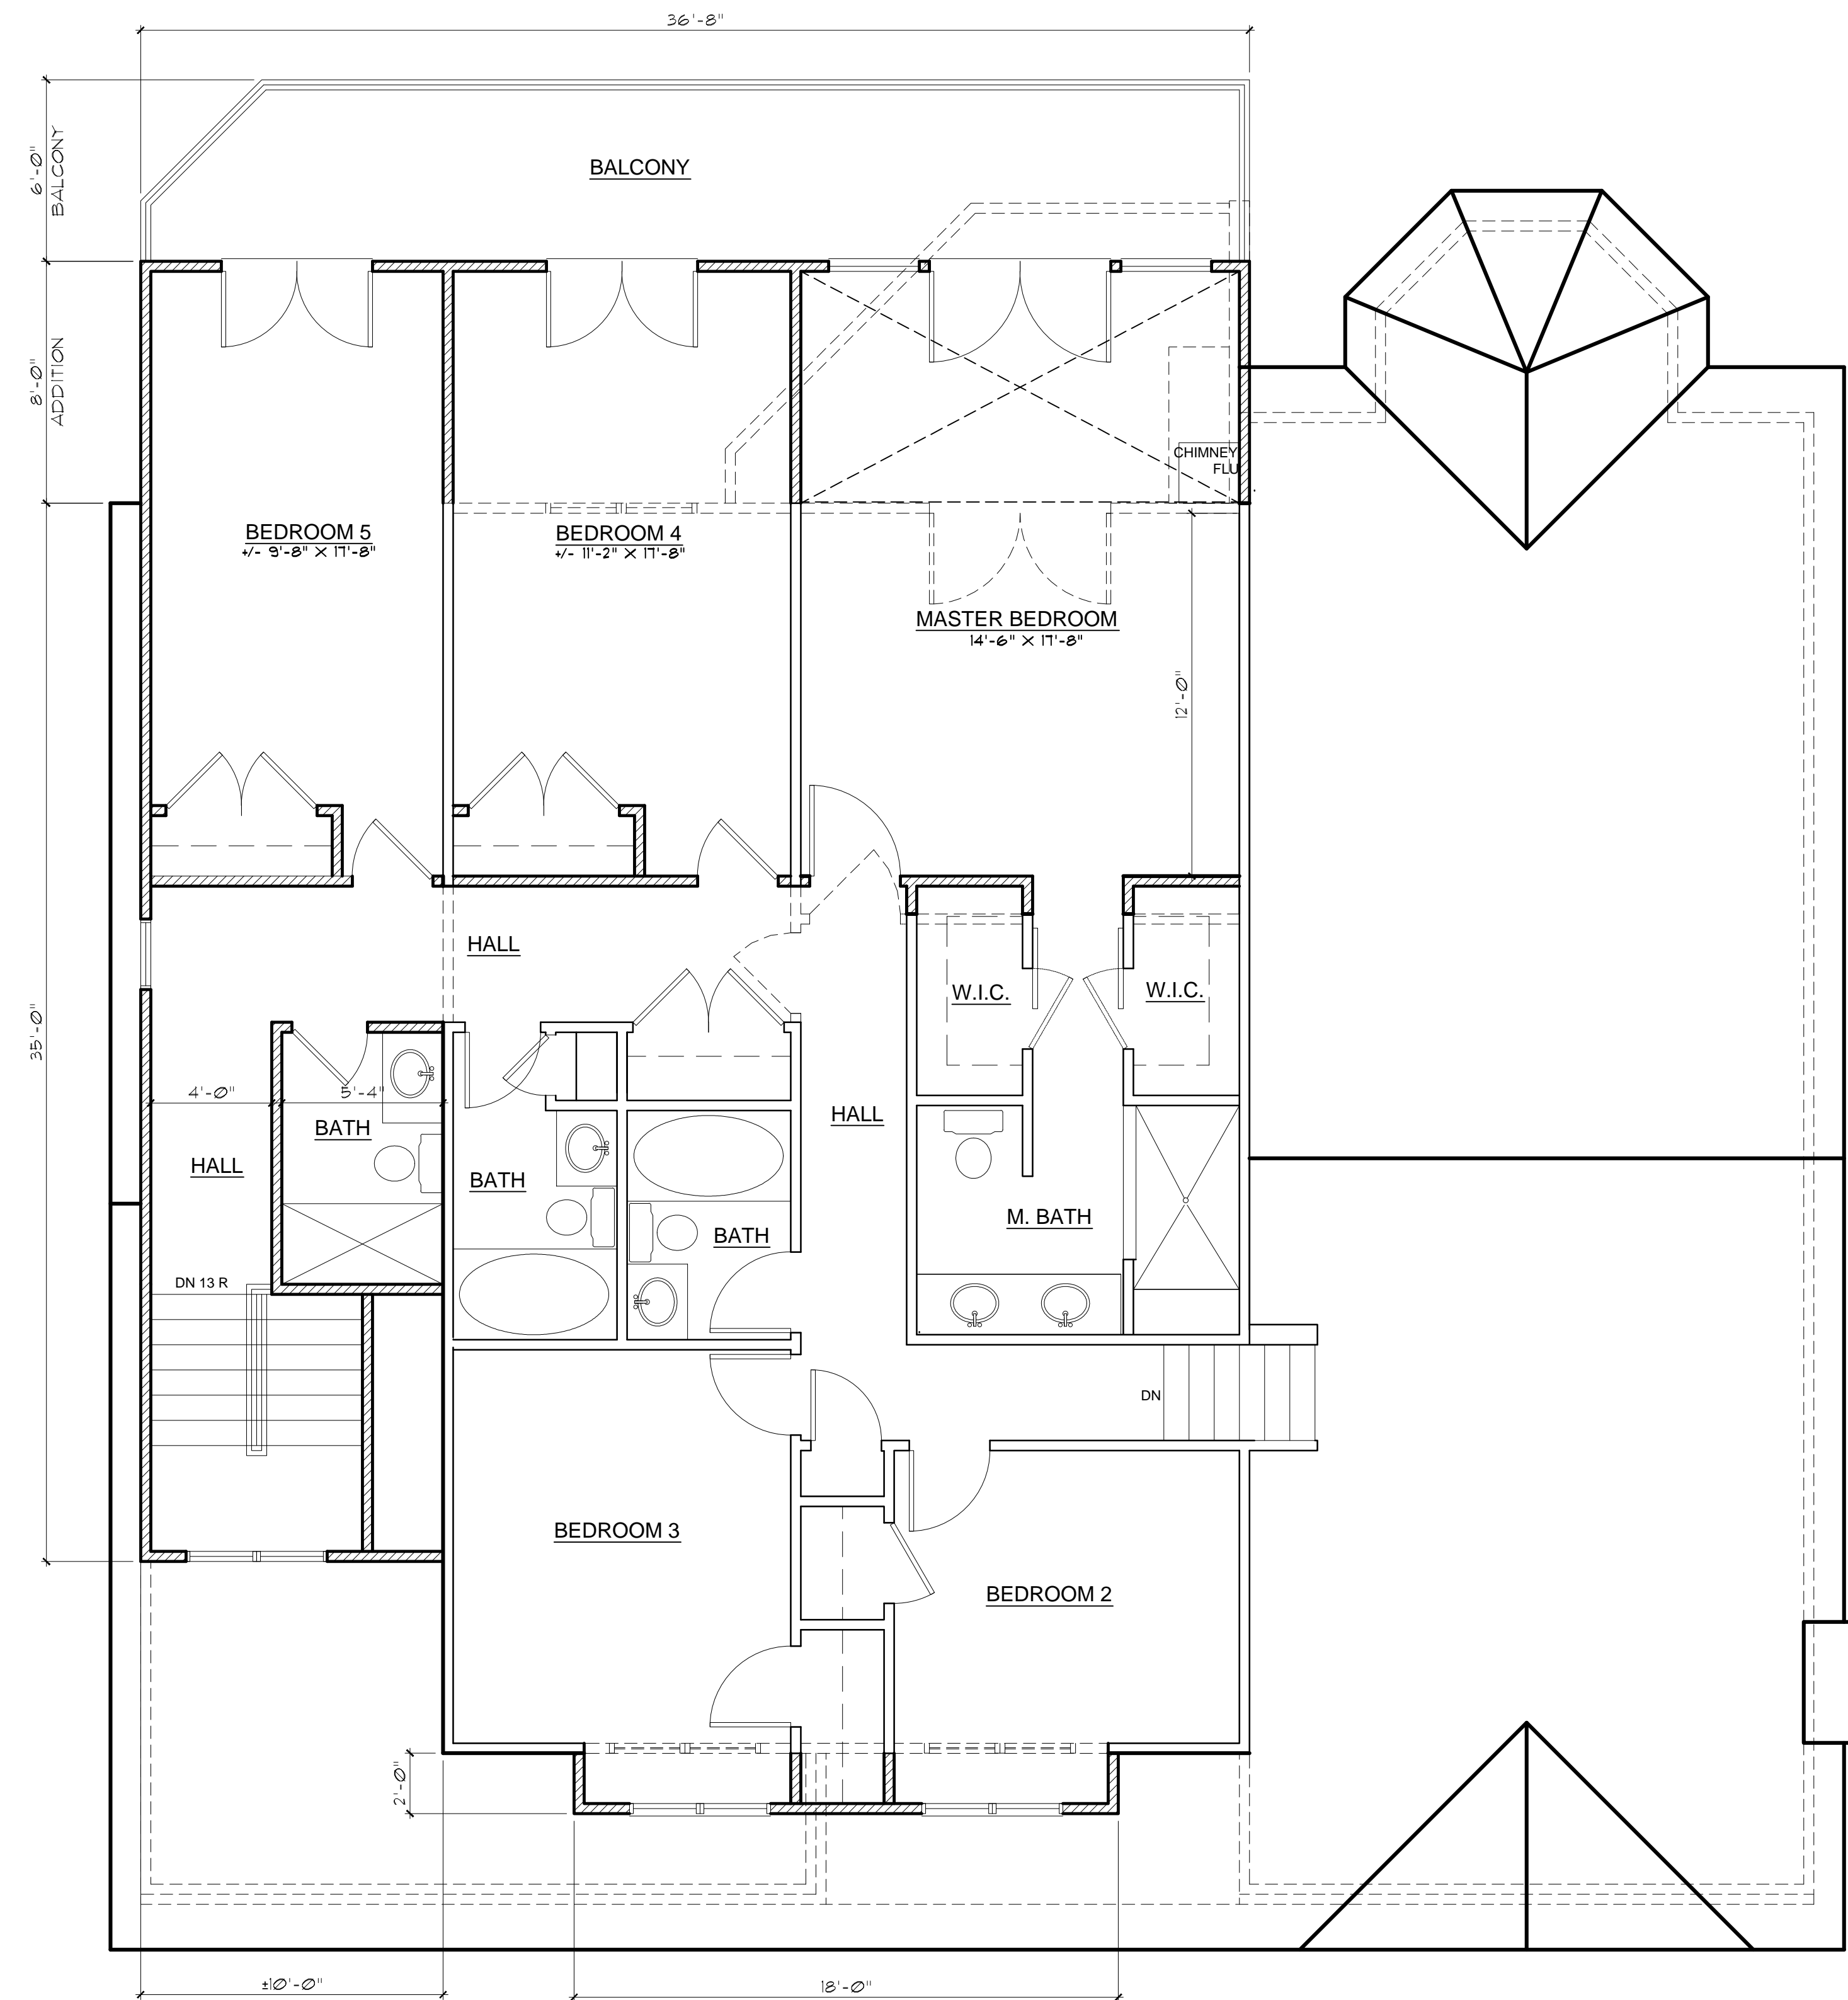 36'-8"
6'-0"
BALCONY
BALCONY
8'-0"
ADDITION
CHIMNEY
FLU
BEDROOM 5
+/- 9'-8" X 17'-8"
BEDROOM 4
+/- 11'-2" X 17'-8"
MASTER BEDROOM
14'-6" X 17'-8"
12'-0"
HALL
W.I.C.
W.I.C.
35'-0"
4'-0"
5'-4"
BATH
HALL
HALL
BATH
BATH
M. BATH
DN 13 R
DN
BEDROOM 3
BEDROOM 2
2'-0"
±10'-0"
18'-0"